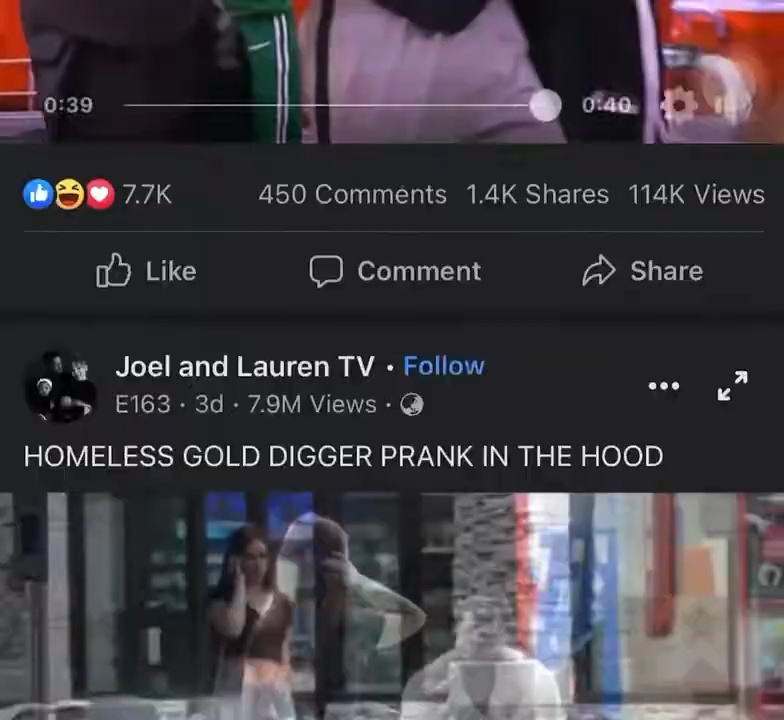 0:39 0:40
7.7K 450 Comments 1.4K Shares 114K Views
Like Comment Share
Joel and Lauren TV · Follow
E163 · 3d · 7.9M Views ·
HOMELESS GOLD DIGGER PRANK IN THE HOOD